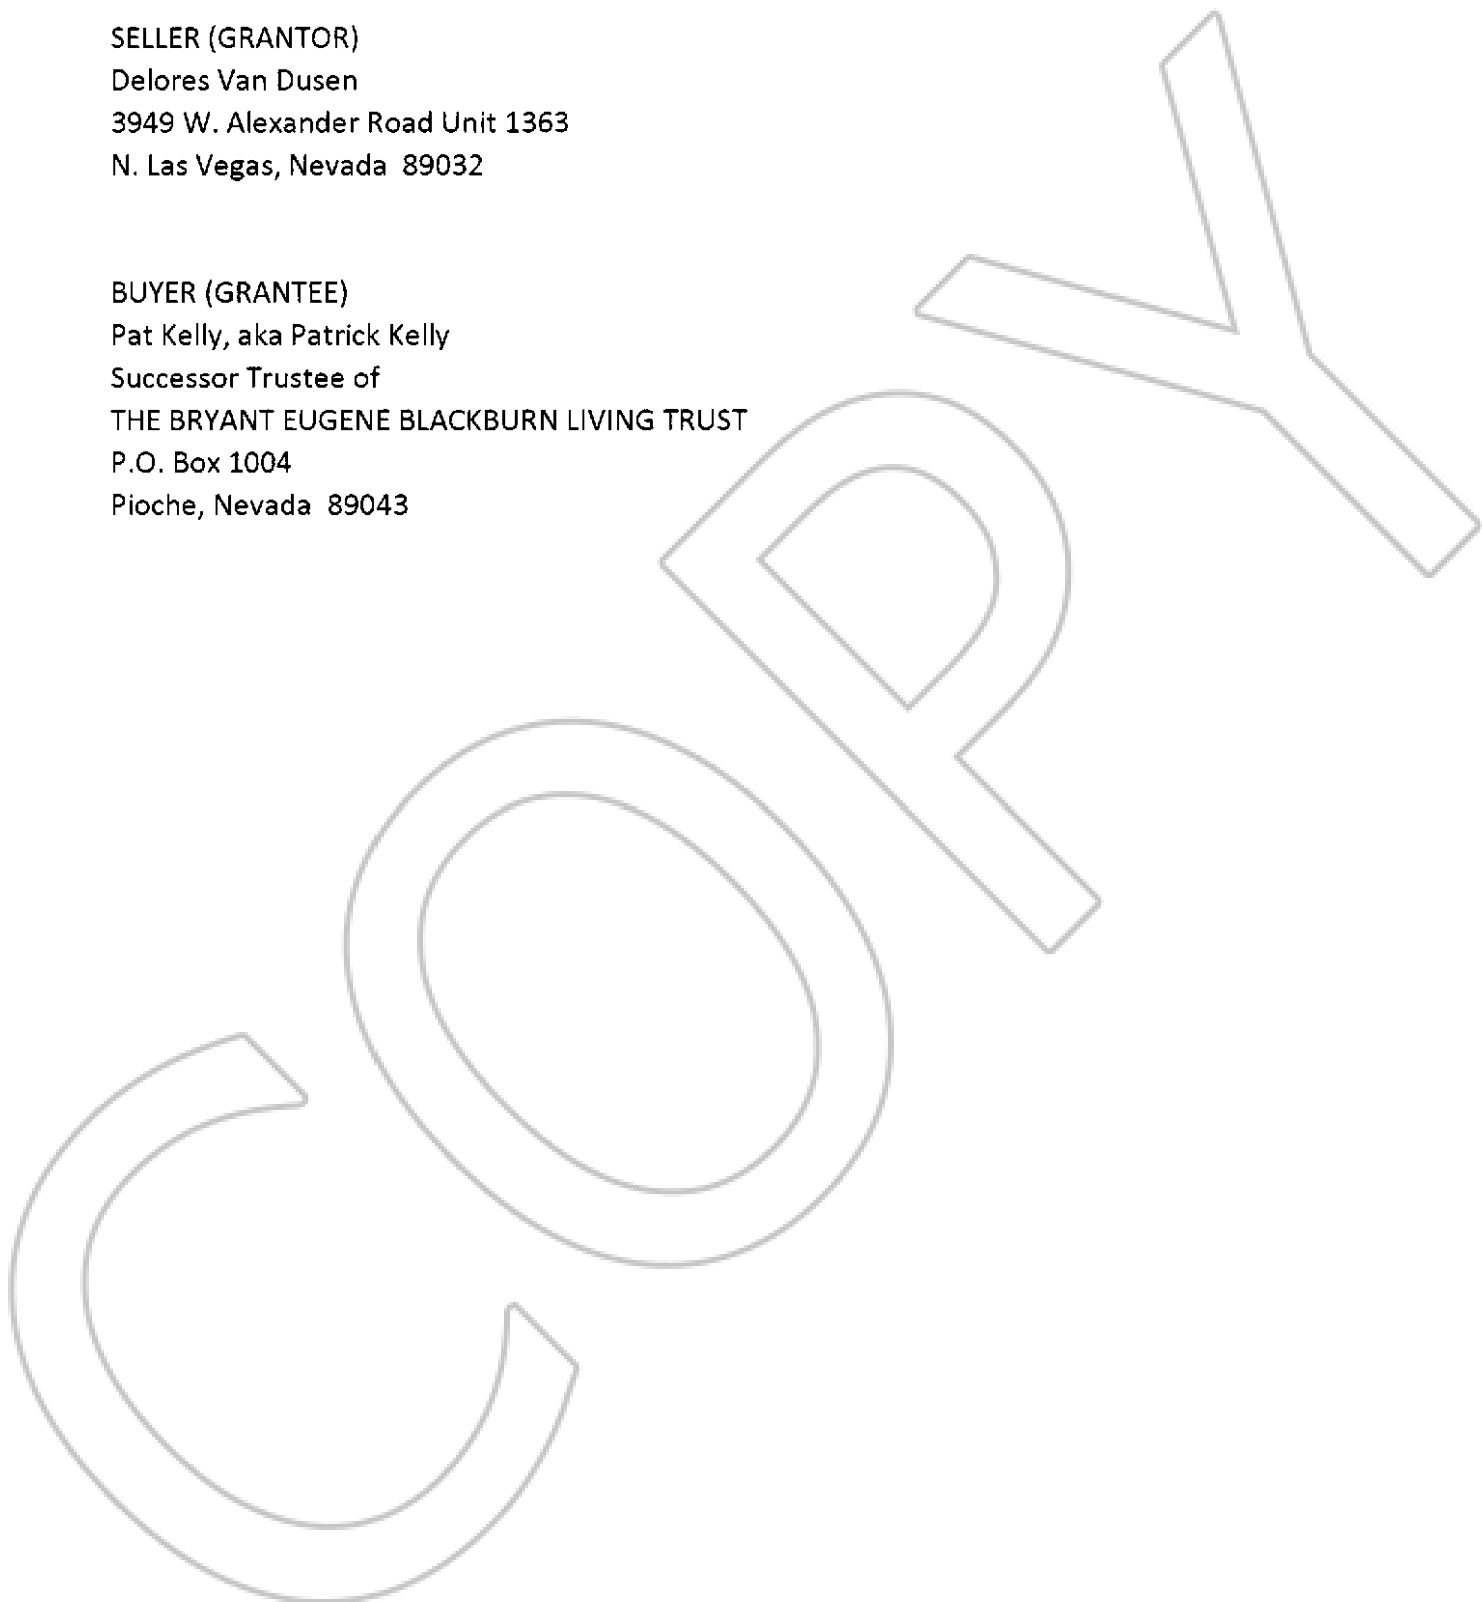 SELLER (GRANTOR)
Delores Van Dusen
3949 W. Alexander Road Unit 1363
N. Las Vegas, Nevada  89032
BUYER (GRANTEE)
Pat Kelly, aka Patrick Kelly
Successor Trustee of
THE BRYANT EUGENE BLACKBURN LIVING TRUST
P.O. Box 1004
Pioche, Nevada  89043
COPY